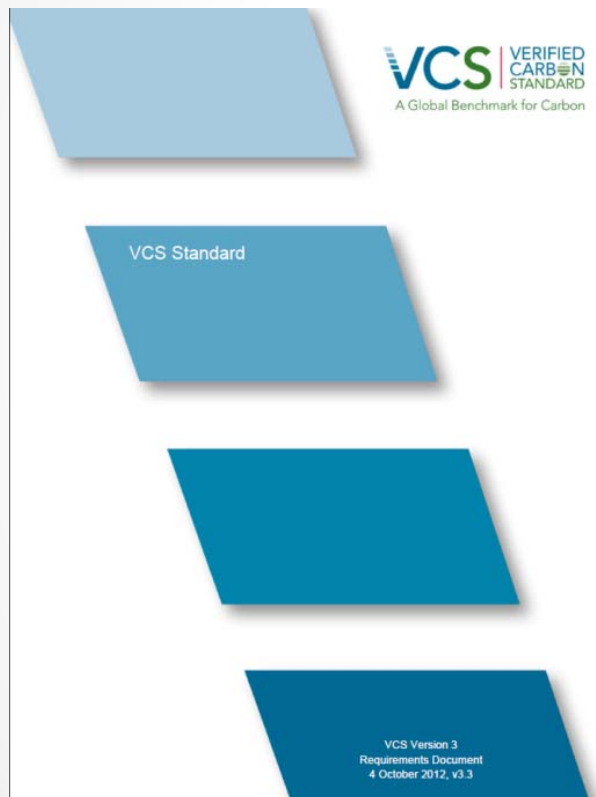 VCS
VERIFIED
CARBON
STANDARD
A Global Benchmark for Carbon
VCS Standard
VCS Version 3
Requirements Document
4 October 2012, v3.3